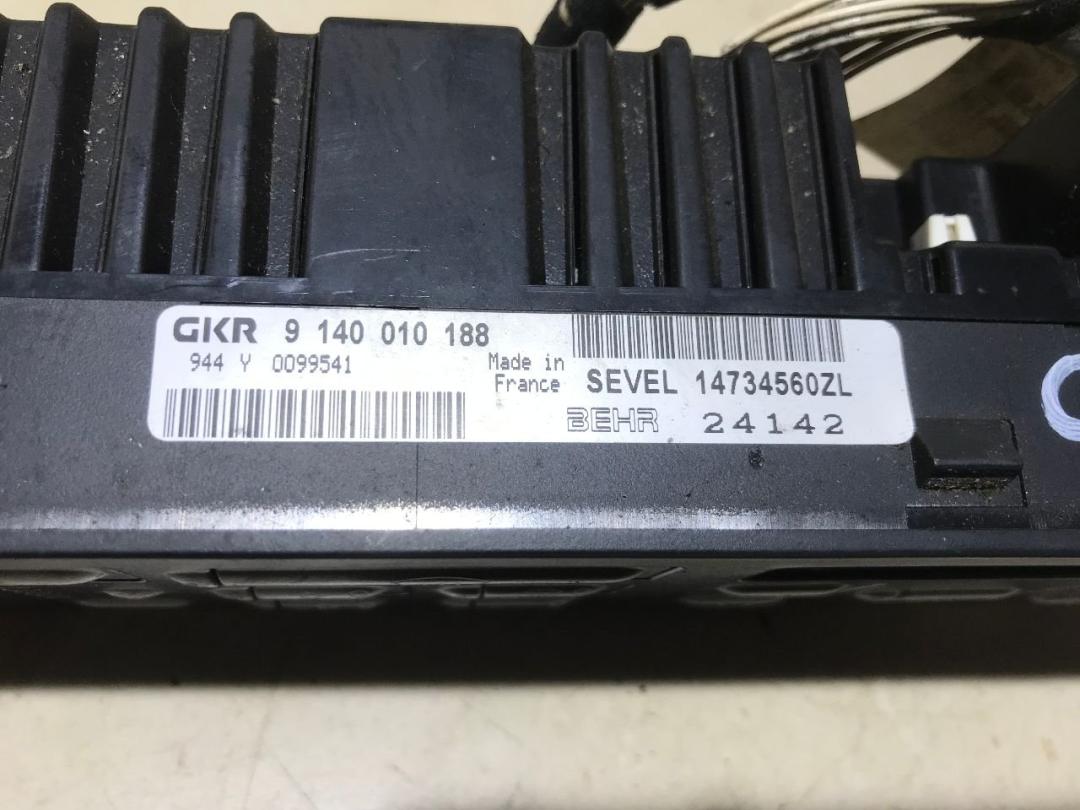 GKR 9 140 010 188
944 Y 0099541
Made in
France
SEVEL 14734560ZL
BEHR 24142